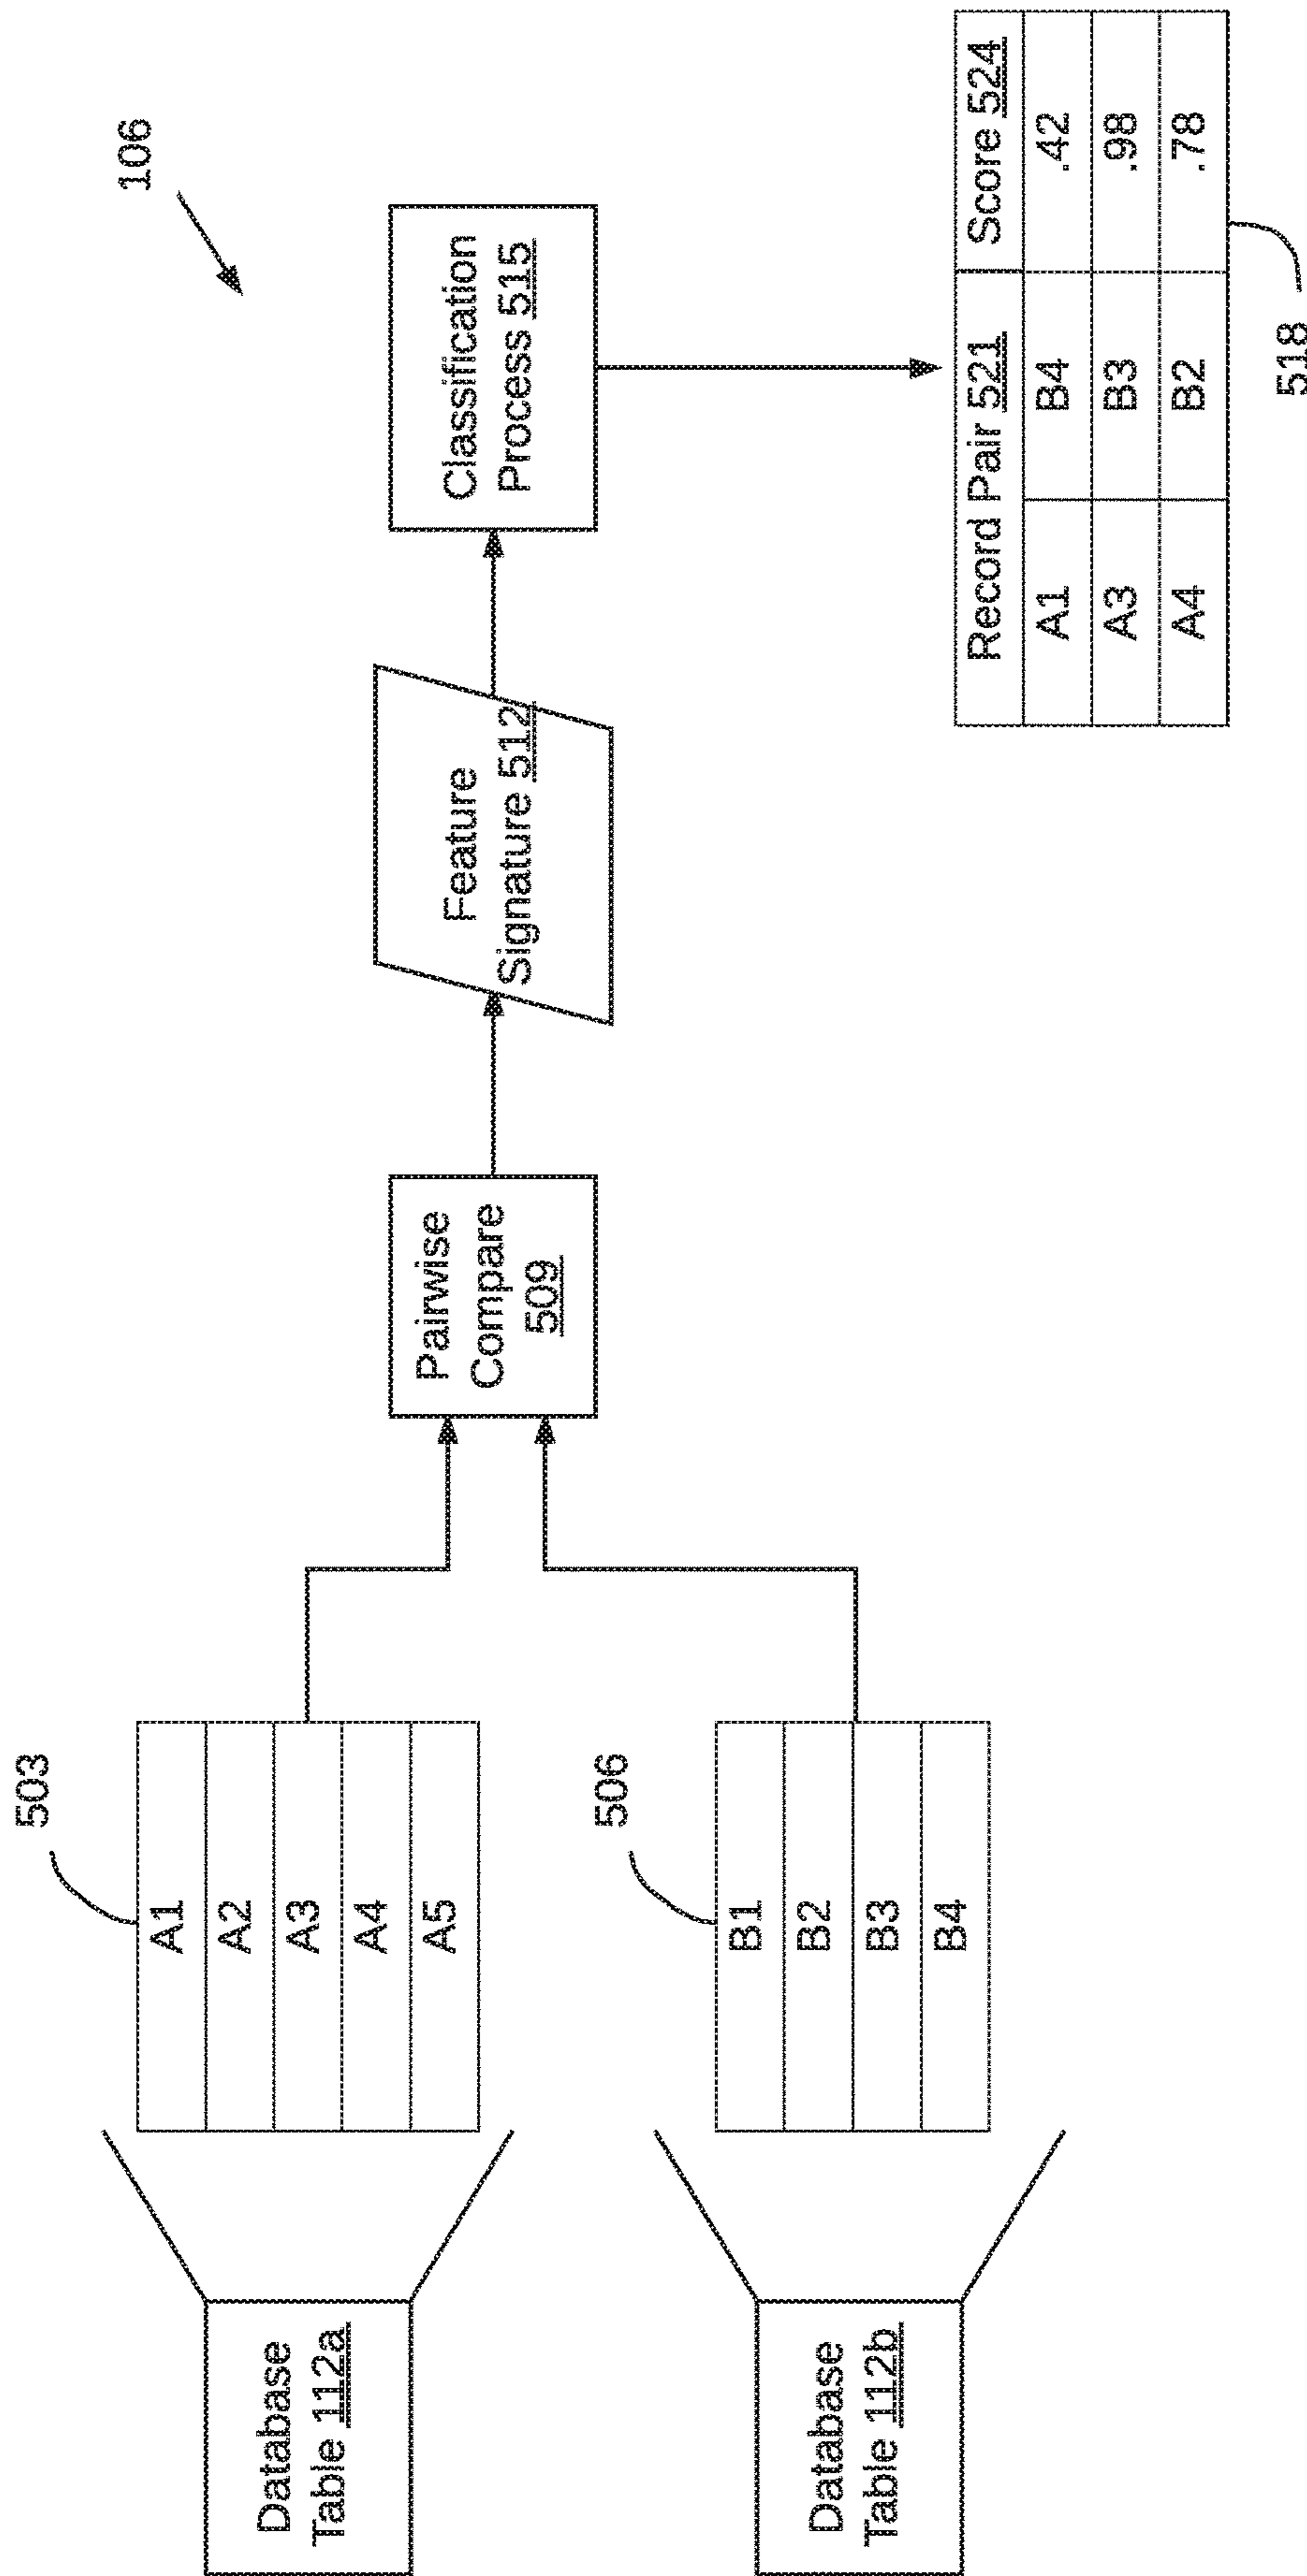 106
503
Database
Table 112a
A1
A2
A3
A4
A5
506
Database
Table 112b
B1
B2
B3
B4
Pairwise
Compare
509
Feature
Signature 512
Classification
Process 515
Record Pair 521 Score 524
A1 B4 .42
A3 B3 .98
A4 B2 .78
518